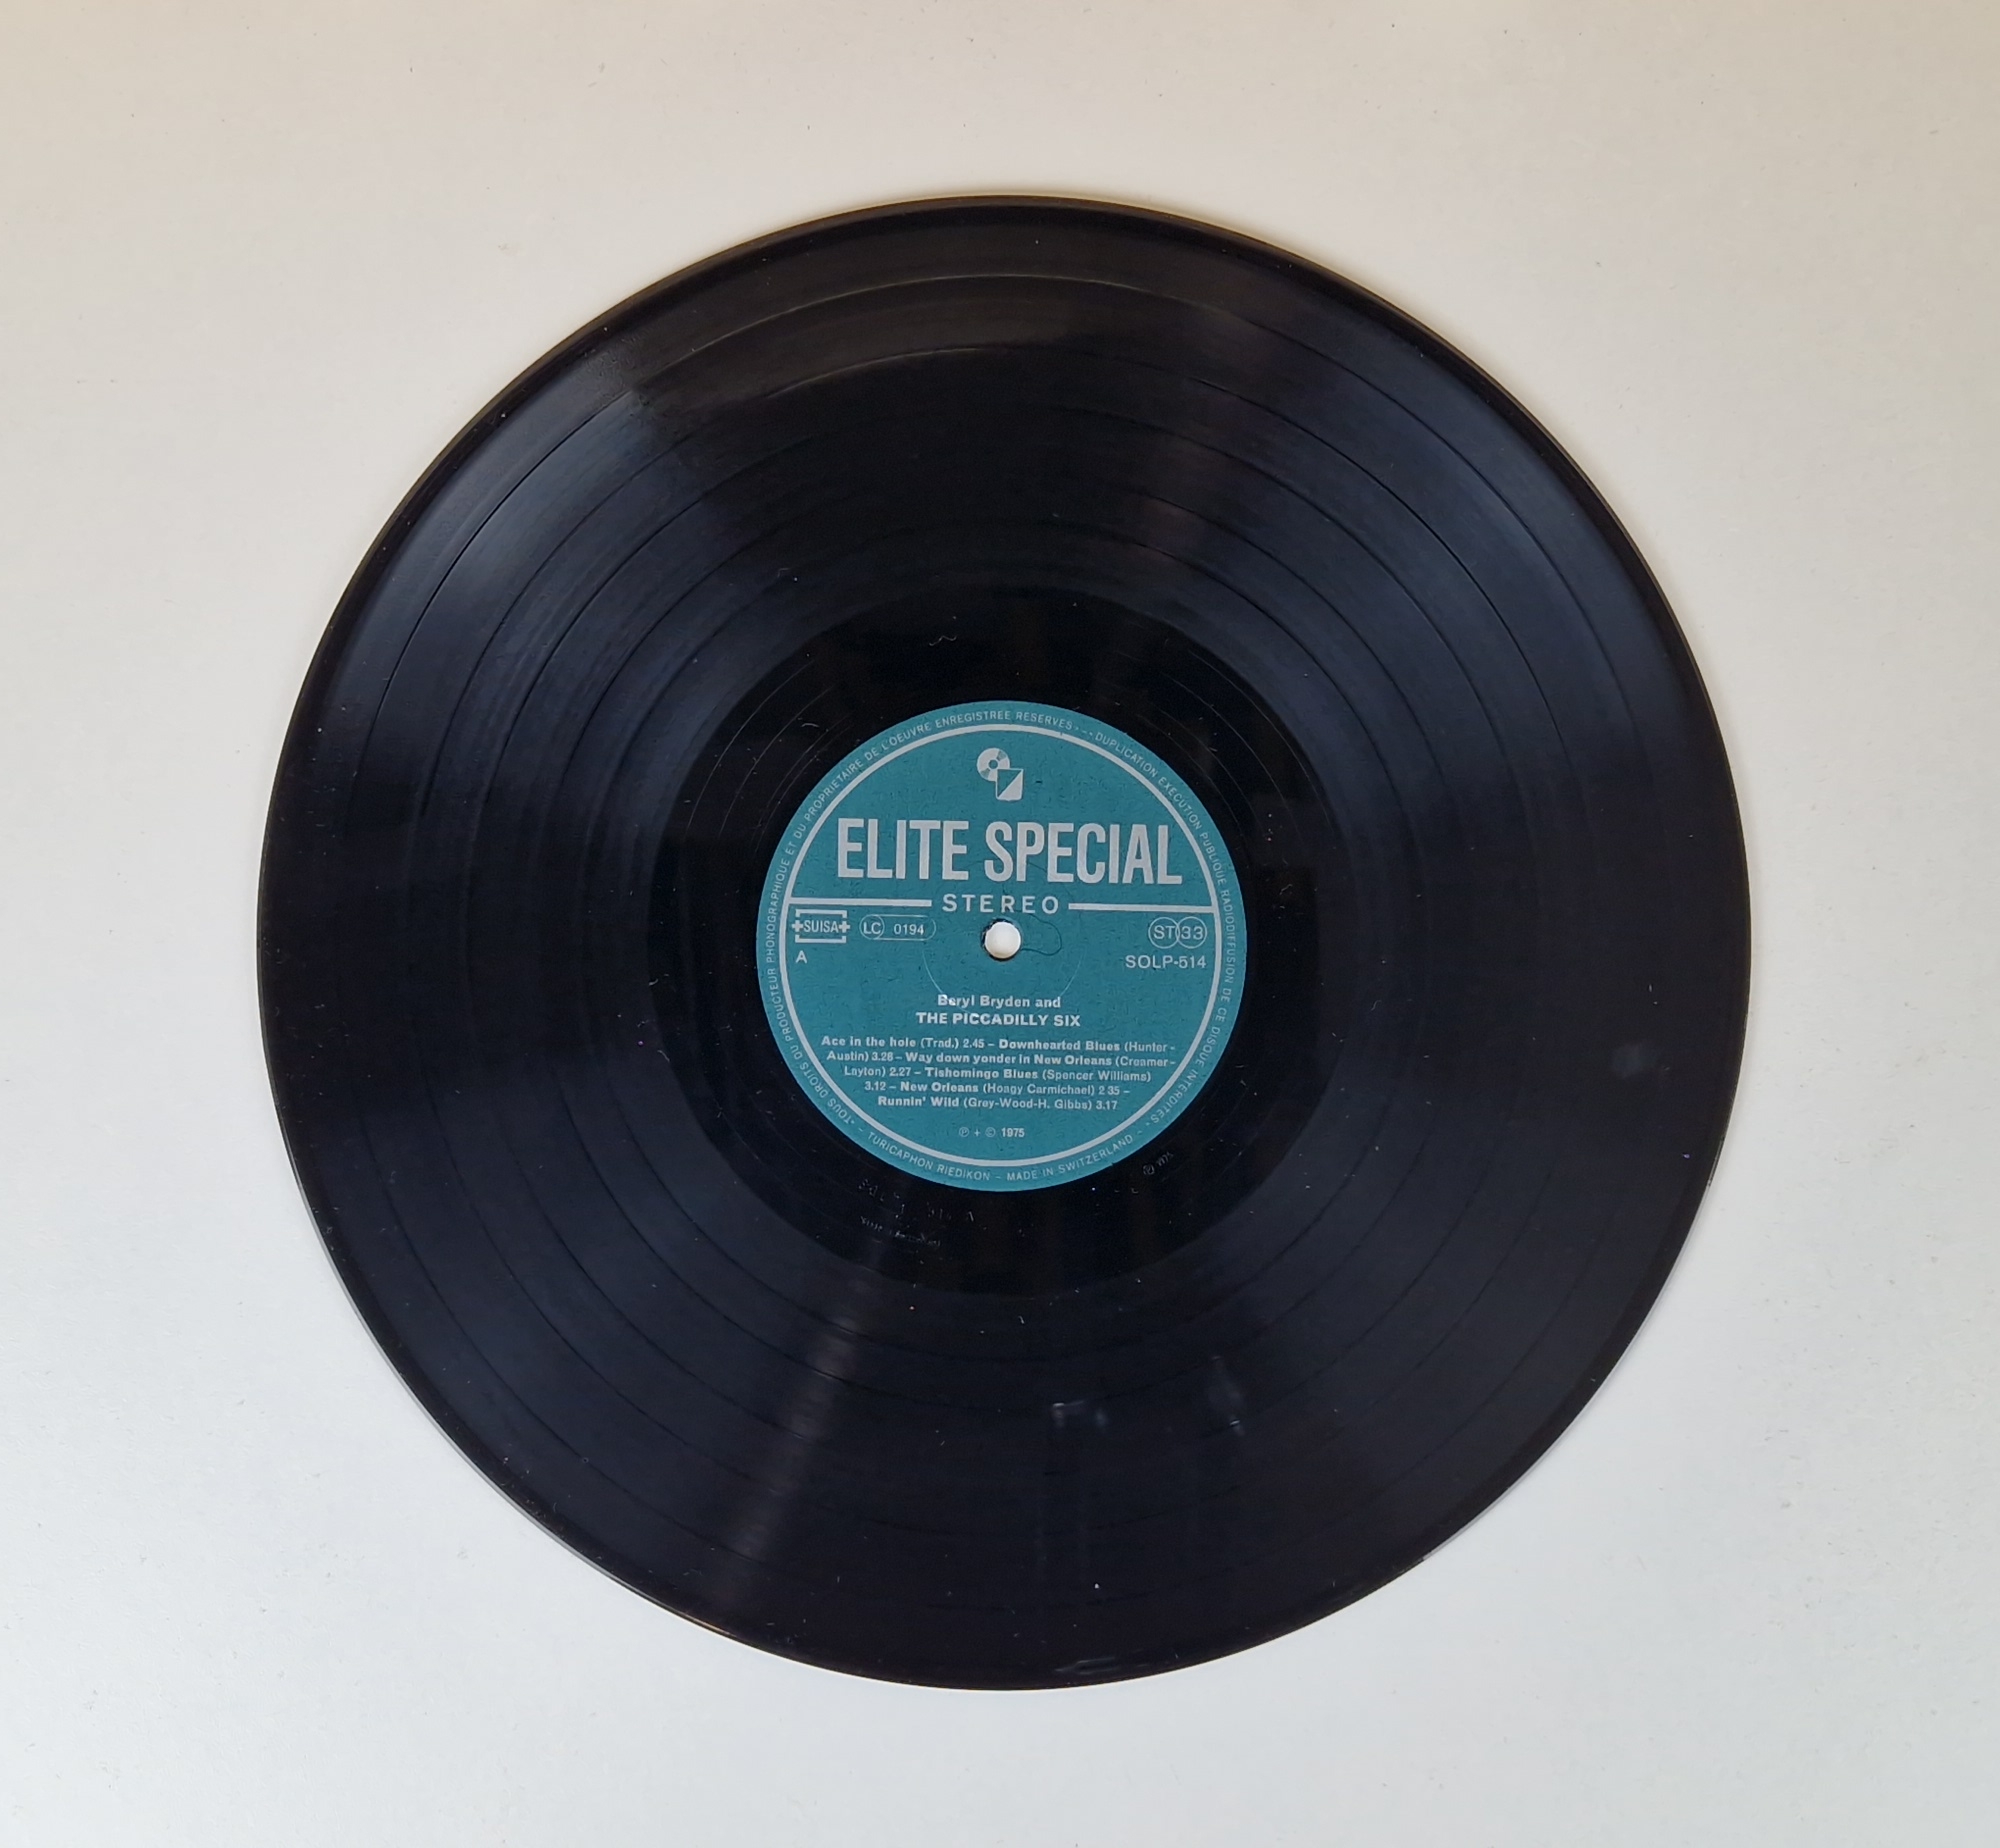 ELITE SPECIAL
STEREO
SUISA LC 0194 ST 33
A SOLP-514
Beryl Bryden and
THE PICCADILLY SIX
Ace in the hole (Trad.) 2.45 – Downhearted Blues (Hunter-
Austin) 3.28 – Way down yonder in New Orleans (Creamer-
Layton) 2.27 – Tishomingo Blues (Spencer Williams)
3.12 – New Orleans (Hoagy Carmichael) 2.35 –
Runnin' Wild (Grey-Wood-H. Gibbs) 3.17
℗ + © 1975
TOUS DROITS DU PRODUCTEUR PHONOGRAPHIQUE ET DU PROPRIETAIRE DE L'OEUVRE ENREGISTREE RESERVES - DUPLICATION EXECUTION PUBLIQUE RADIODIFFUSION DE CE DISQUE INTERDITES
TURICAPHON RIEDIKON - MADE IN SWITZERLAND